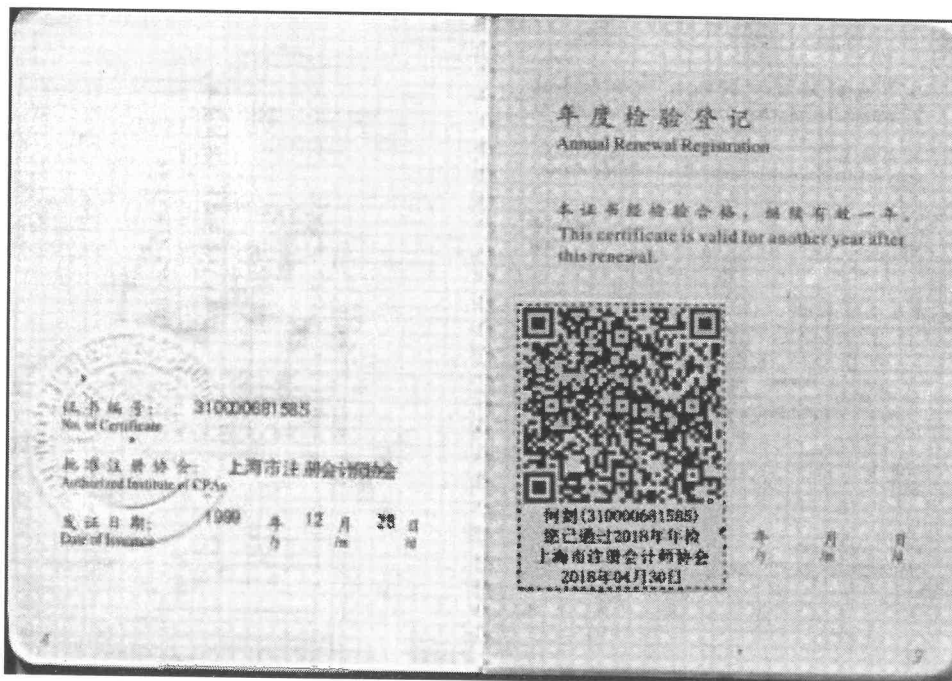 证书编号: 310000681585
No. of Certificate
批准注册协会: 上海市注册会计师协会
Authorized Institute of CPAs
发证日期: 1999 年 12 月 28 日
Date of Issuance /y /m /d
4
年度检验登记
Annual Renewal Registration
本证书经检验合格，继续有效一年。
This certificate is valid for another year after
this renewal.
(310000681585)
您已通过2018年年检
上海市注册会计师协会
2018年04月30日
年 月 日
/y /m /d